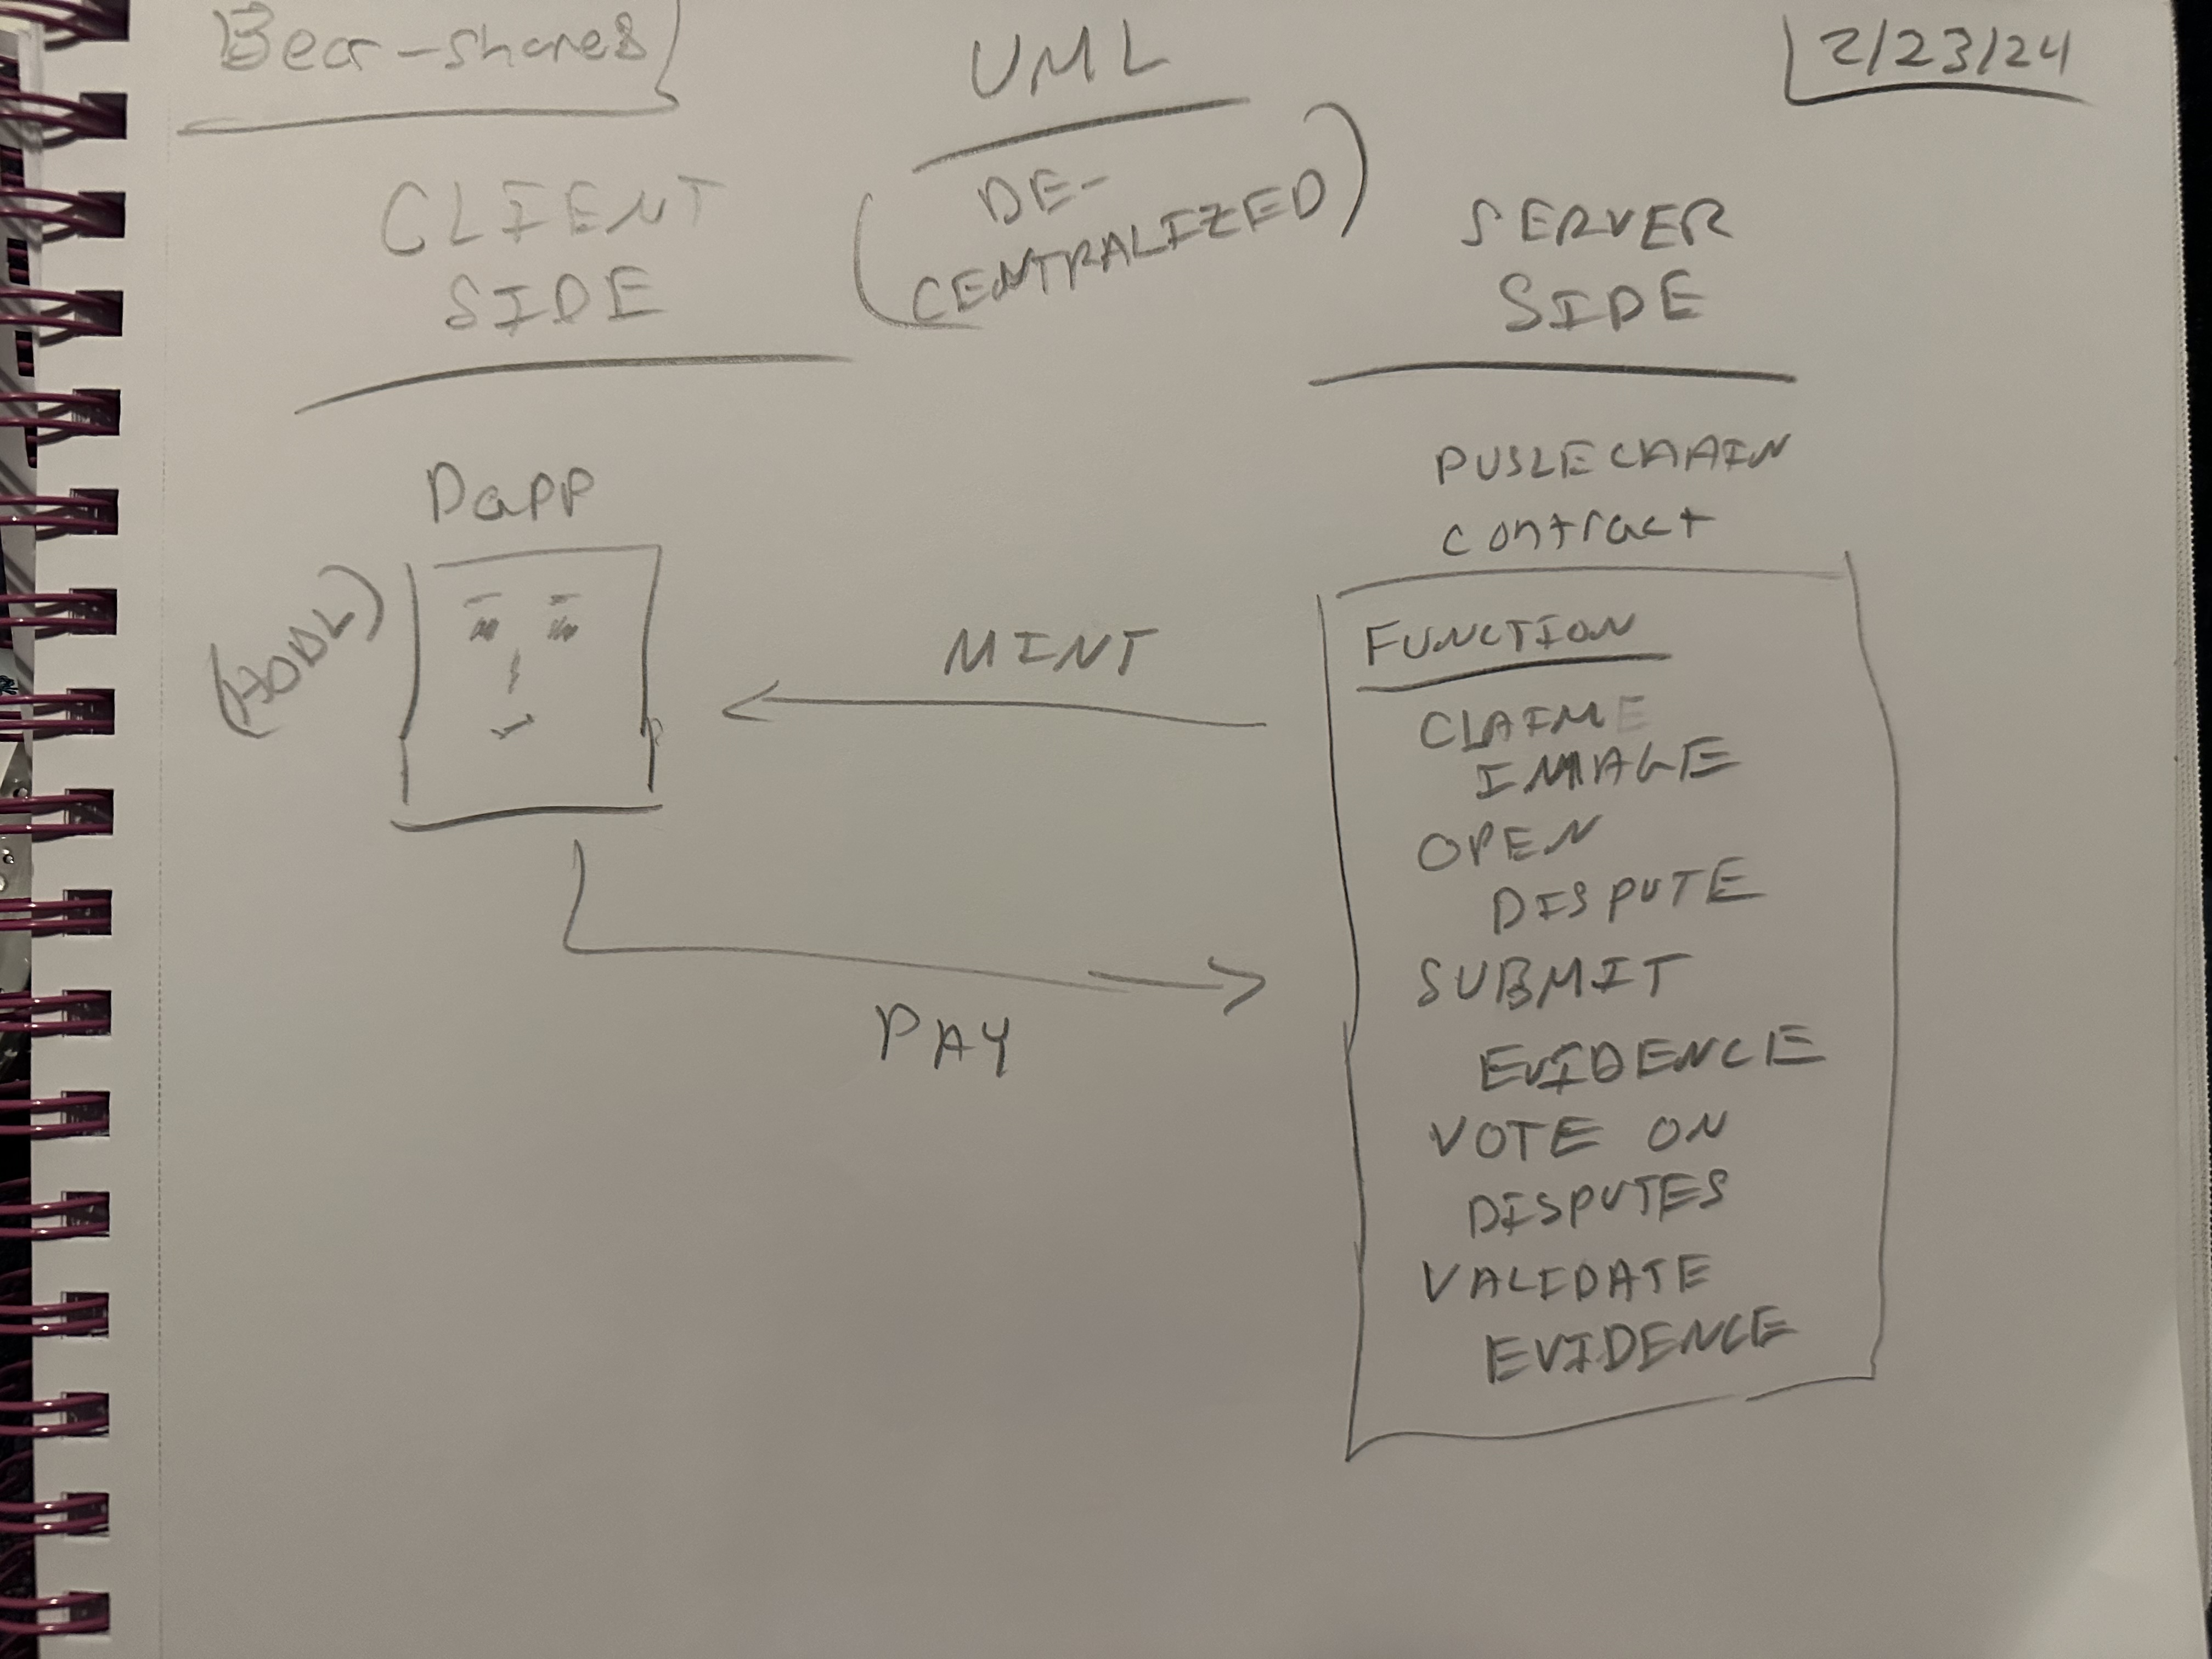 Bear-shares
UML
2/23/24
CLIENT
SIDE
(DE-
CENTRALIZED)
SERVER
SIDE
Dapp
(HODL)
MINT
PAY
PUSLECHAIN
contract
FUNCTION
CLAIME
IMAGE
OPEN
DISPUTE
SUBMIT
EVIDENCE
VOTE ON
DISPUTES
VALIDATE
EVIDENCE